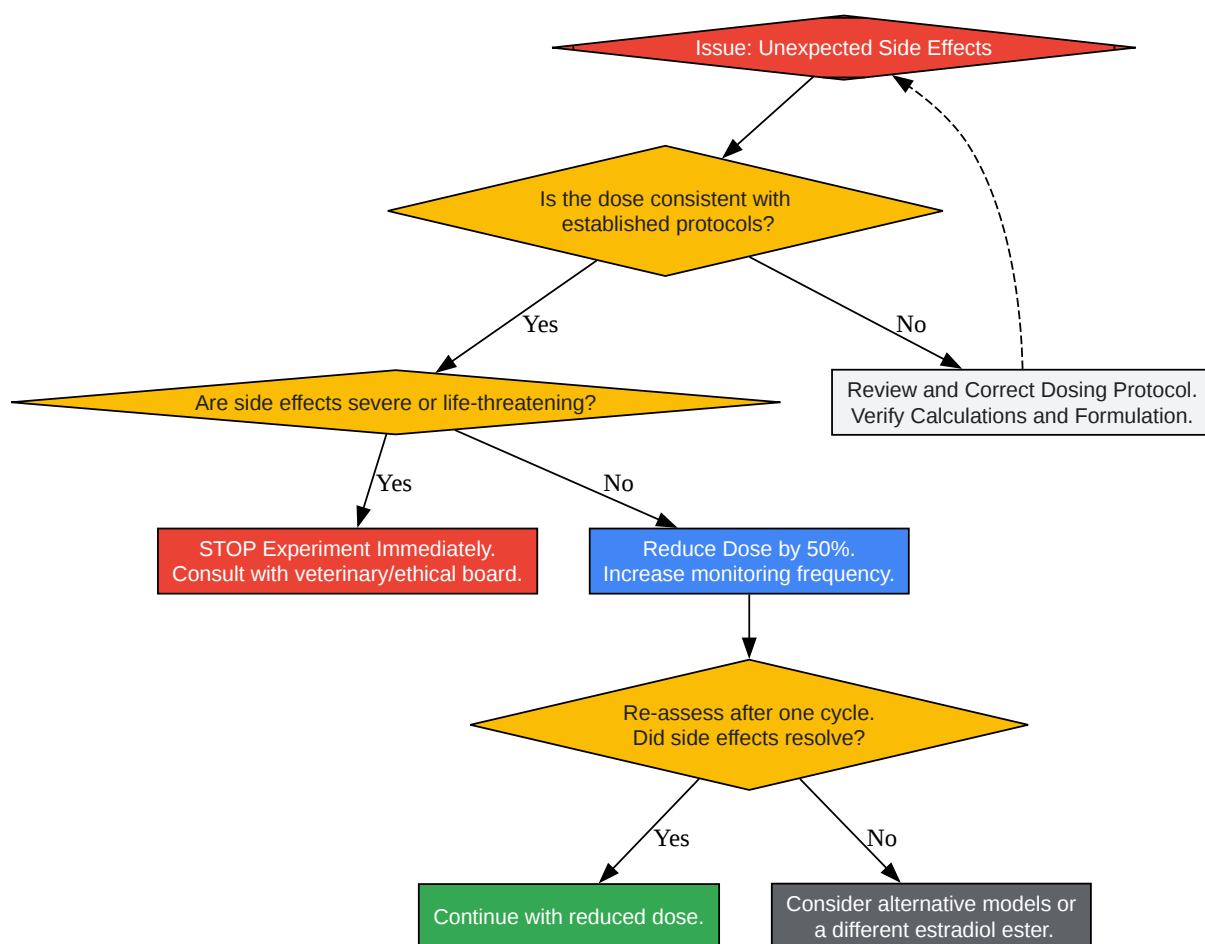 Issue: Unexpected Side Effects
Is the dose consistent with
established protocols?
Yes
No
Are side effects severe or life-threatening?
Review and Correct Dosing Protocol.
Verify Calculations and Formulation.
Yes
No
STOP Experiment Immediately.
Consult with veterinary/ethical board.
Reduce Dose by 50%.
Increase monitoring frequency.
Re-assess after one cycle.
Did side effects resolve?
Yes
No
Continue with reduced dose.
Consider alternative models or
a different estradiol ester.